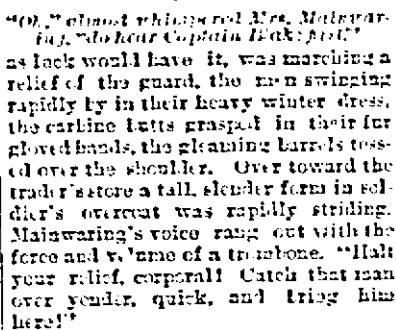 "Oh," almost whispered Mrs. Mainwar-
ing, "do hear Captain
as luck would have it, was marching a
relief of the guard, the men swinging
rapidly by in their heavy winter dress,
the carbine butts grasped in their fur
gloved hands, the gleaming barrels toss-
ed over the shoulder. Over toward the
trader's store a tall, slender form in sol-
dier's overcoat was rapidly striding.
Mainwaring's voice rang out with the
force and volume of a trombone. "Halt
your relief, corporal! Catch that man
over yonder, quick, and bring him
here!"